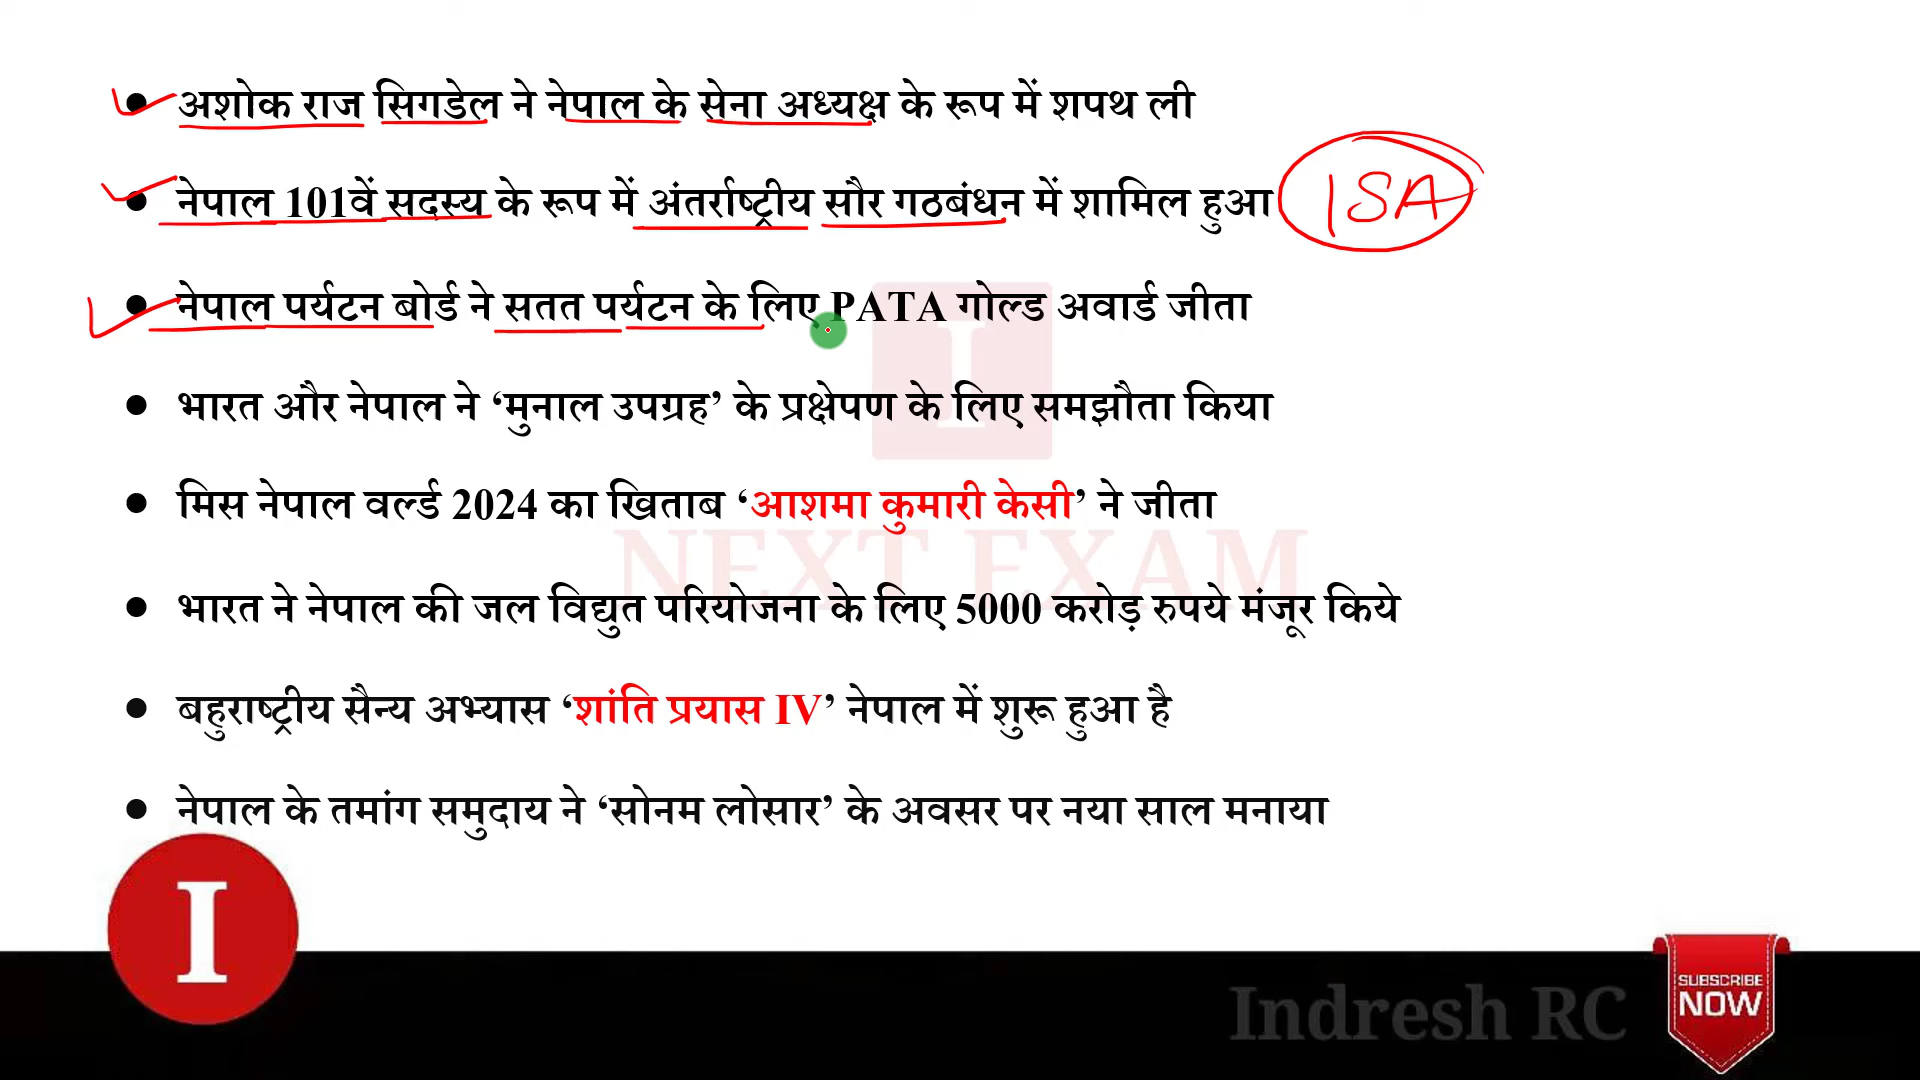 • अशोक राज सिगडेल ने नेपाल के सेना अध्यक्ष के रूप में शपथ ली
• नेपाल 101वें सदस्य के रूप में अंतर्राष्ट्रीय सौर गठबंधन में शामिल हुआ ISA
• नेपाल पर्यटन बोर्ड ने सतत पर्यटन के लिए PATA गोल्ड अवार्ड जीता
• भारत और नेपाल ने ‘मुनाल उपग्रह’ के प्रक्षेपण के लिए समझौता किया
• मिस नेपाल वर्ल्ड 2024 का खिताब ‘आशमा कुमारी केसी’ ने जीता
NEXT EXAM
• भारत ने नेपाल की जल विद्युत परियोजना के लिए 5000 करोड़ रुपये मंजूर किये
• बहुराष्ट्रीय सैन्य अभ्यास ‘शांति प्रयास IV’ नेपाल में शुरू हुआ है
• नेपाल के तमांग समुदाय ने ‘सोनम लोसार’ के अवसर पर नया साल मनाया
I
Indresh RC
SUBSCRIBE
NOW